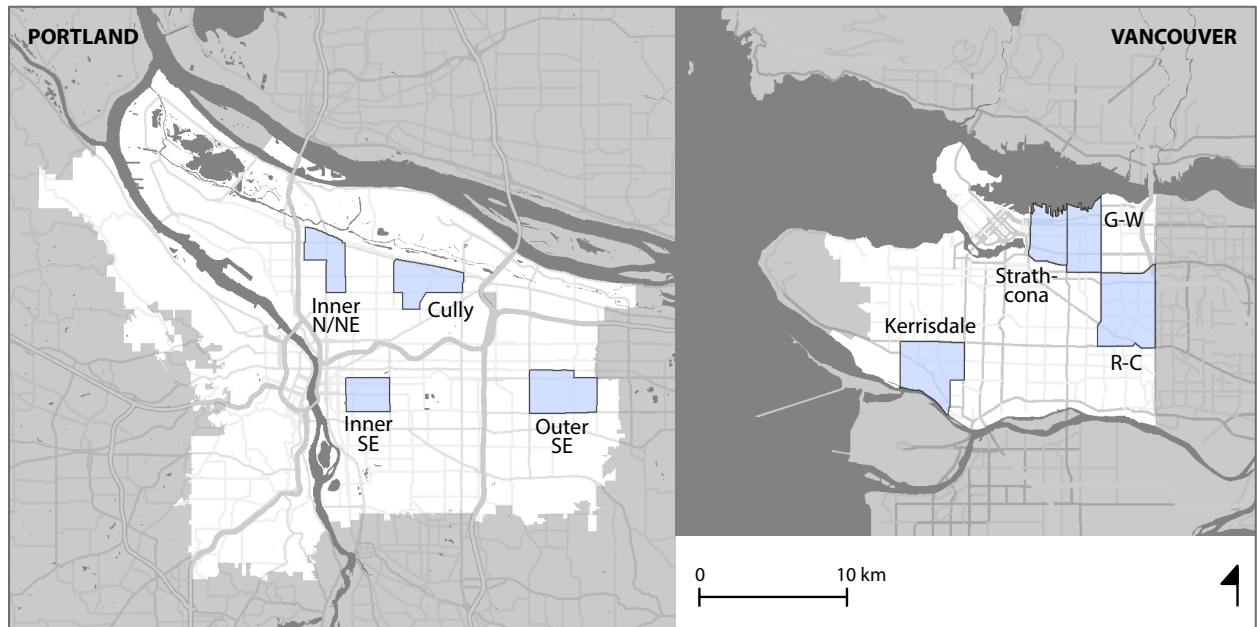 PORTLAND
Inner
N/NE
Cully
Inner
SE
Outer
SE
VANCOUVER
G-W
Strath-
cona
Kerrisdale
R-C
0 10 km